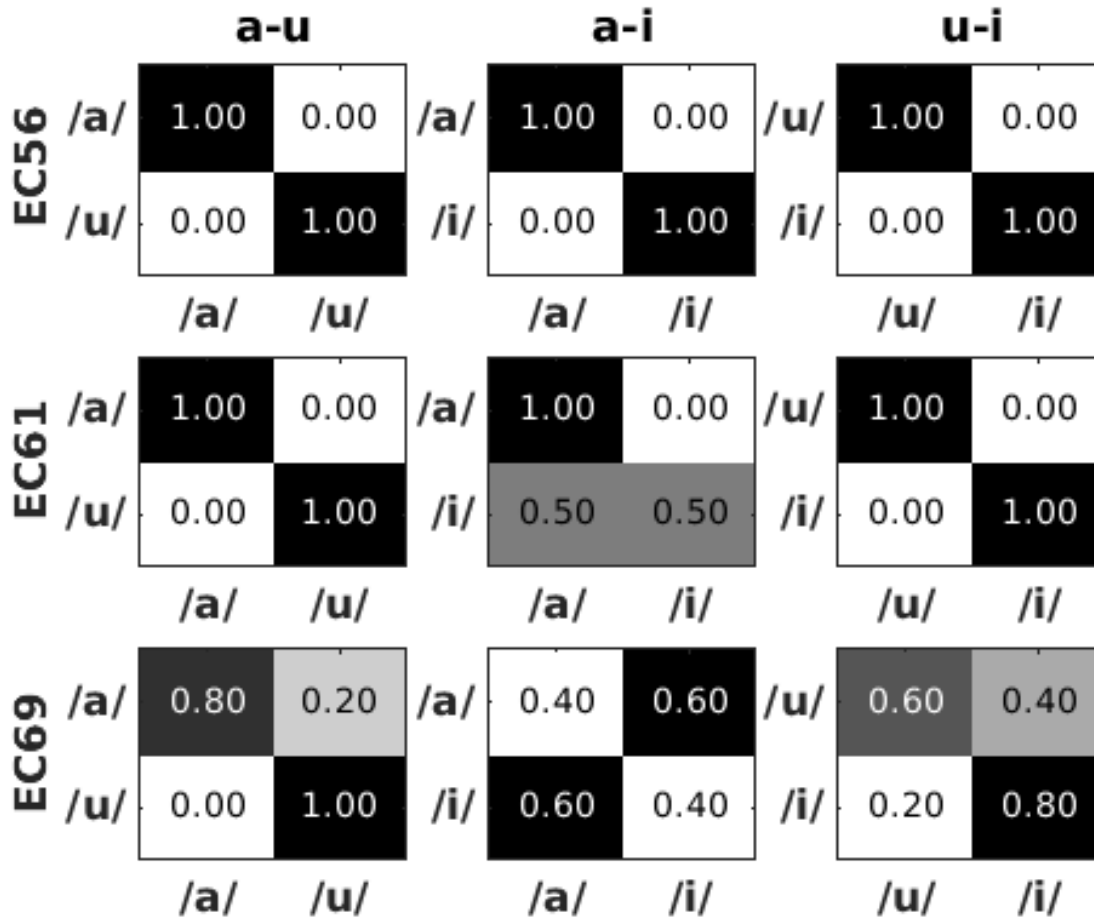 a-u a-i u-i
EC56
/a/ 1.00 0.00 /a/ 1.00 0.00 /u/ 1.00 0.00
/u/ 0.00 1.00 /i/ 0.00 1.00 /i/ 0.00 1.00
/a/ /u/ /a/ /i/ /u/ /i/
EC61
/a/ 1.00 0.00 /a/ 1.00 0.00 /u/ 1.00 0.00
/u/ 0.00 1.00 /i/ 0.50 0.50 /i/ 0.00 1.00
/a/ /u/ /a/ /i/ /u/ /i/
EC69
/a/ 0.80 0.20 /a/ 0.40 0.60 /u/ 0.60 0.40
/u/ 0.00 1.00 /i/ 0.60 0.40 /i/ 0.20 0.80
/a/ /u/ /a/ /i/ /u/ /i/